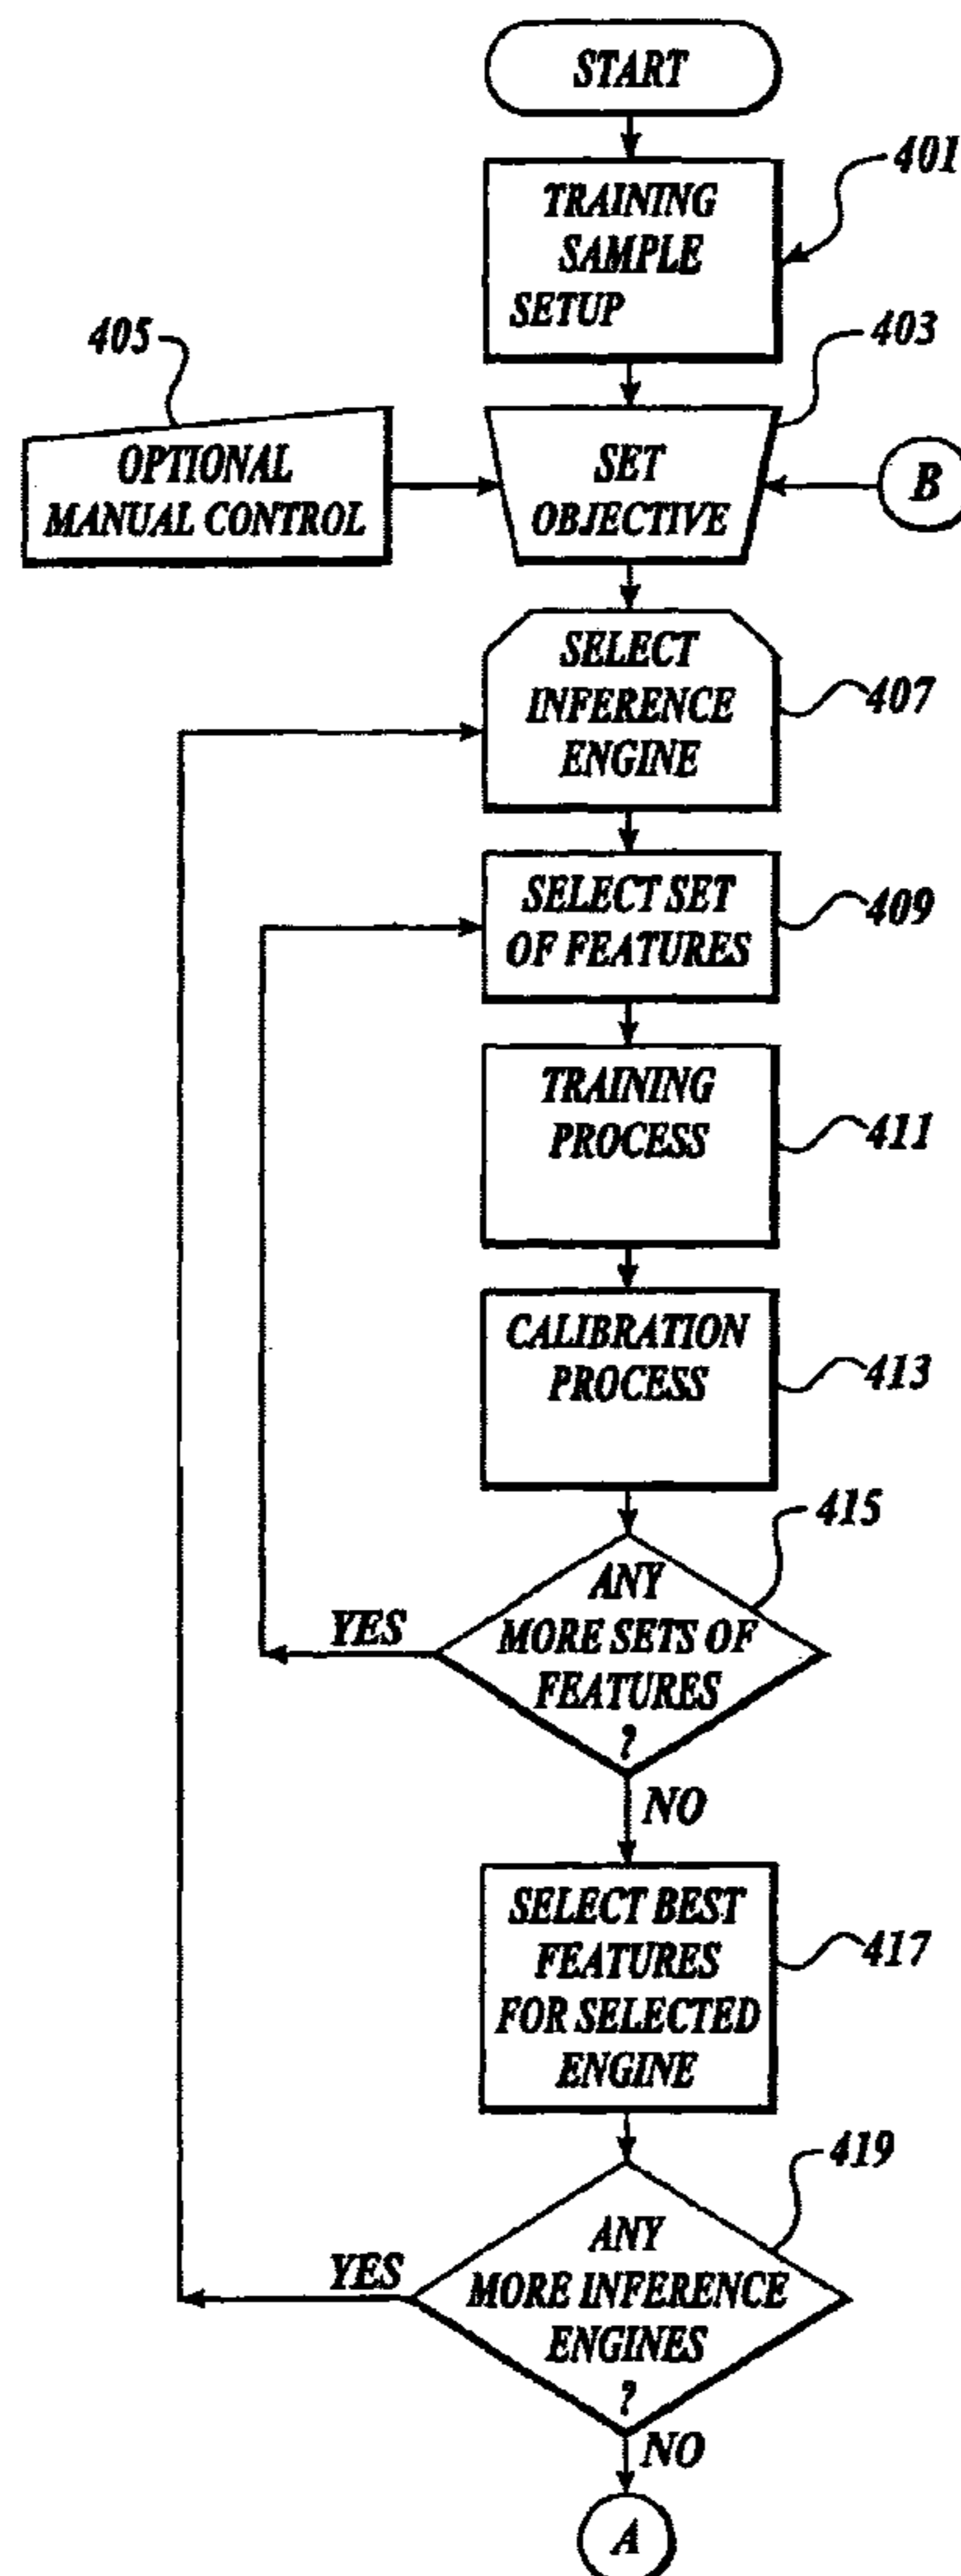 START
401
TRAINING
SAMPLE
SETUP
403
405
OPTIONAL
MANUAL CONTROL
SET
OBJECTIVE
B
SELECT
INFERENCE
ENGINE
407
SELECT SET
OF FEATURES
409
TRAINING
PROCESS
411
CALIBRATION
PROCESS
413
415
ANY
MORE SETS OF
FEATURES
?
YES
NO
SELECT BEST
FEATURES
FOR SELECTED
ENGINE
417
419
ANY
MORE INFERENCE
ENGINES
?
YES
NO
A